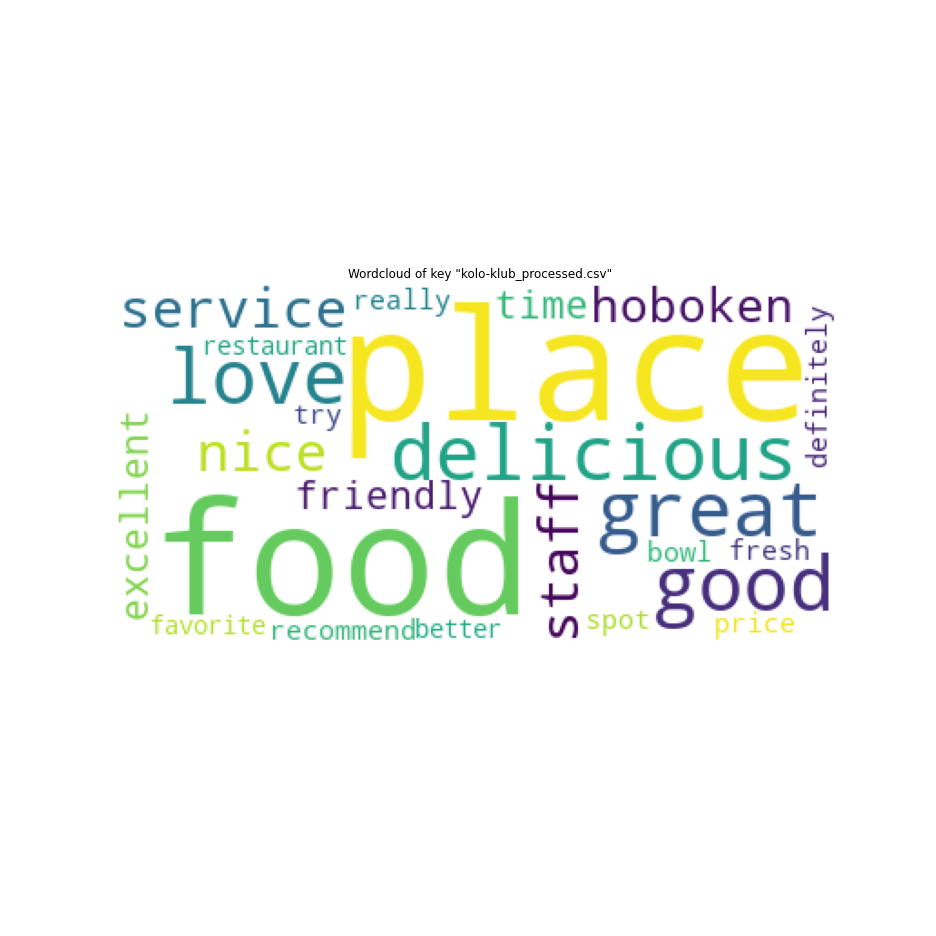 Wordcloud of key "kolo-klub_processed.csv"
service
really
time
hoboken
place
restaurant
love
definitely
try
delicious
nice
excellent
friendly
staff
great
food
bowl
fresh
good
favorite
recommend
better
spot
price